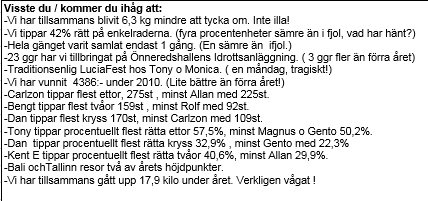 Visste du / kommer du ihåg att:
-Vi har tillsammans blivit 6,3 kg mindre att tycka om. Inte illa!
-Vi tippar 42% rätt på enkelraderna. (fyra procentenheter sämre än i fjol, vad har hänt?)
-Hela gänget varit samlat endast 1 gång. (En sämre än  ifjol.)
-23 ggr har vi tillbringat på Önneredshallens Idrottsanläggning. ( 3 ggr fler än förra året)
-Traditionsenlig LuciaFest hos Tony o Monica. ( en måndag, tragiskt!)
-Vi har vunnit  4386:- under 2010. (Lite bättre än förra året!)
-Carlzon tippar flest ettor, 275st , minst Allan med 225st.
-Bengt tippar flest tvåor 159st , minst Rolf med 92st.
-Dan tippar flest kryss 170st, minst Carlzon med 109st.
-Tony tippar procentuellt flest rätta ettor 57,5%, minst Magnus o Gento 50,2%.
-Dan  tippar procentuellt flest rätta kryss 32,9% , minst Gento med 22,3%
-Kent E tippar procentuellt flest rätta tvåor 40,6%, minst Allan 29,9%.
-Bali ochTallinn resor två av årets höjdpunkter.
-Vi har tillsammans gått upp 17,9 kilo under året. Verkligen vågat !